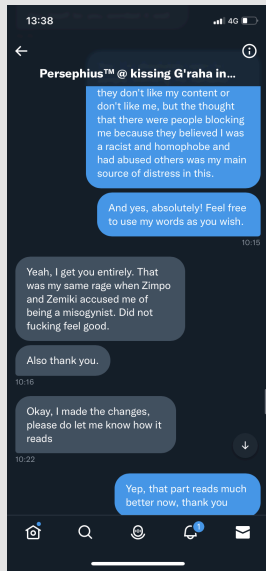 13:38
4G
Persephius™ @ kissing G'raha in...
they don't like my content or
don't like me, but the thought
that there were people blocking
me because they believed I was
a racist and homophobe and
had abused others was my main
source of distress in this.
And yes, absolutely! Feel free
to use my words as you wish.
10:15
Yeah, I get you entirely. That
was my same rage when Zimpo
and Zemiki accused me of
being a misogynist. Did not
fucking feel good.
Also thank you.
10:16
Okay, I made the changes,
please do let me know how it
reads
10:22
Yep, that part reads much
better now, thank you
1